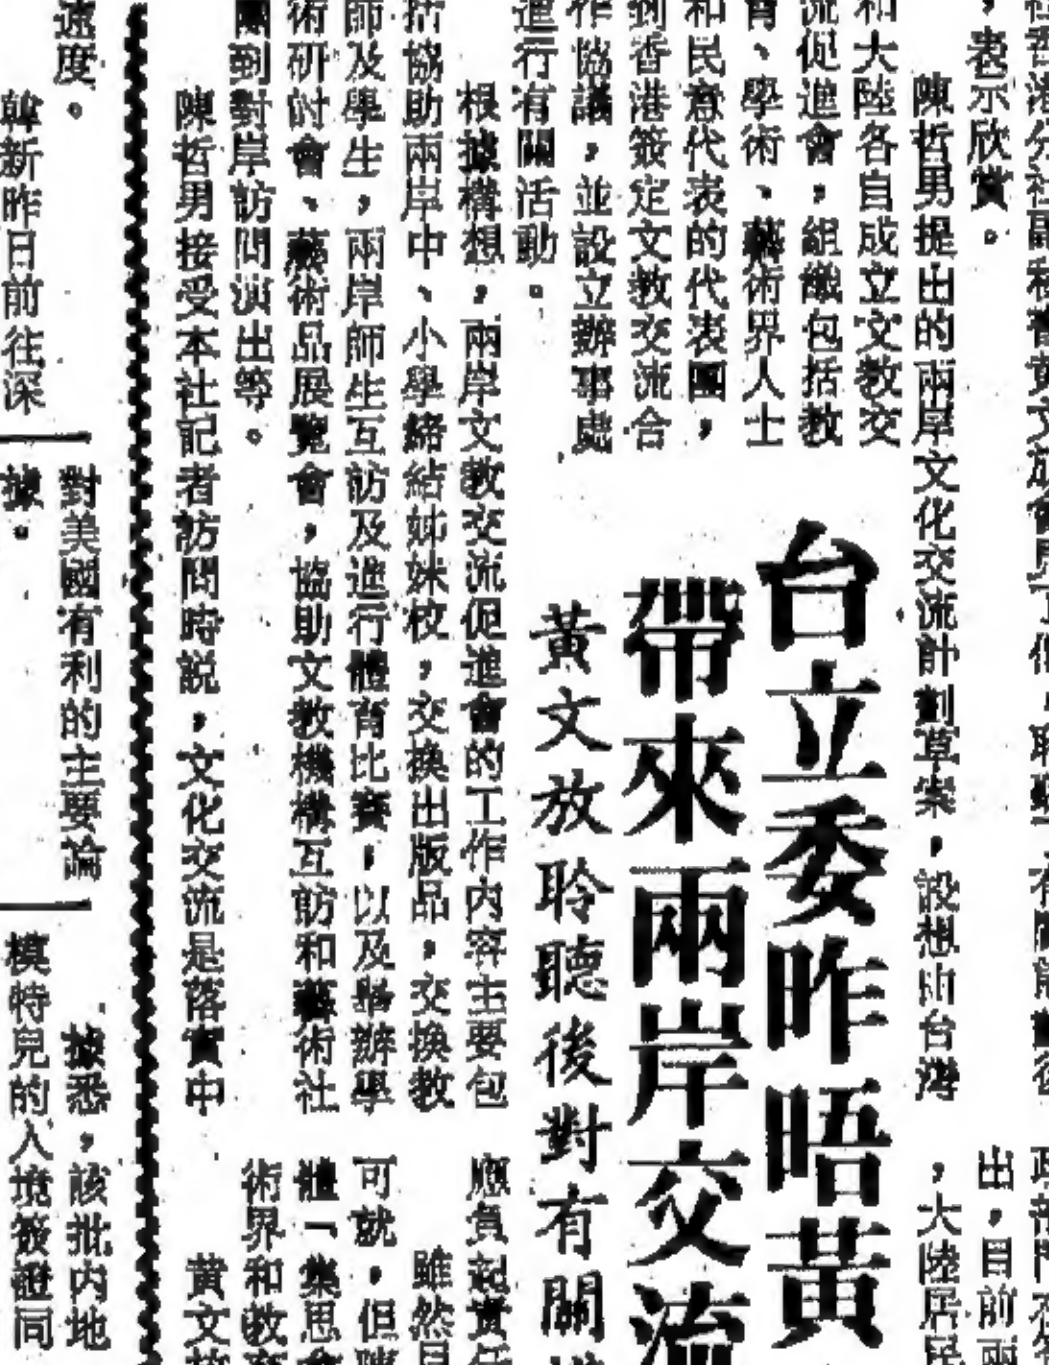 ，表示欣賞。
陳哲男提出的兩岸文化交流計劃草案，設想由台灣
和大陸各自成立文教交
流促進會，組織包括教
育、學術、藝術界人士
和民意代表的代表團，
到香港簽定文教交流合
作協議，並設立辦事處
進行有關活動。
台立委昨晤黃
帶來兩岸交流
黃文放聆聽後對有關
根據構想，兩岸文教交流促進會的工作內容主要包
括協助兩岸中、小學締結姊妹校，交換出版品，交換教
師及學生，兩岸師生互訪及進行體育比賽，以及舉辦學
術研討會、藝術品展覽會，協助文教機構互訪和藝術社
團到對岸訪問演出等。
陳哲男接受本社記者訪問時説，文化交流是落實中
出，目前兩
，大陸居民
應負起責任
雖然目
可就，但陳
體「集思會
術界和教育
黃文放
速度。
韓新昨日前往深
對美國有利的主要論
據。
據悉，該批內地
模特兒的入境簽證同